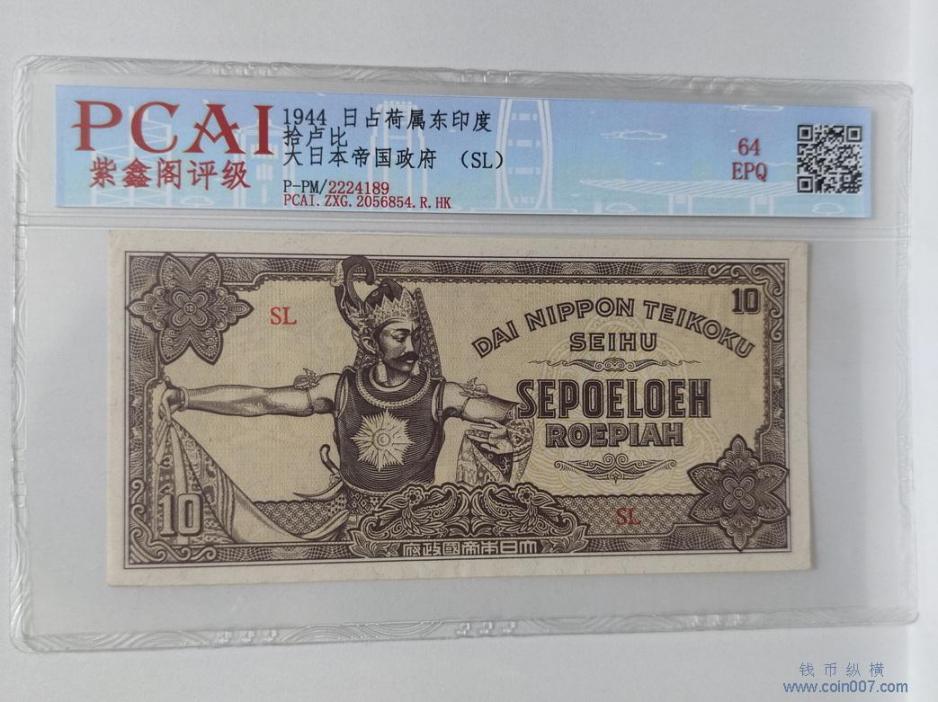 PCAI
紫鑫阁评级
1944 日占荷属东印度
拾卢比
大日本帝国政府 (SL)
P-PM/2224189
PCAI.ZXG.2056854.R.HK
64
EPQ
10
SL
DAI NIPPON TEIKOKU
SEIHU
SEPOELOEH
ROEPIAH
SL
10
府政國帝本日大
钱币纵横
www.coin007.com